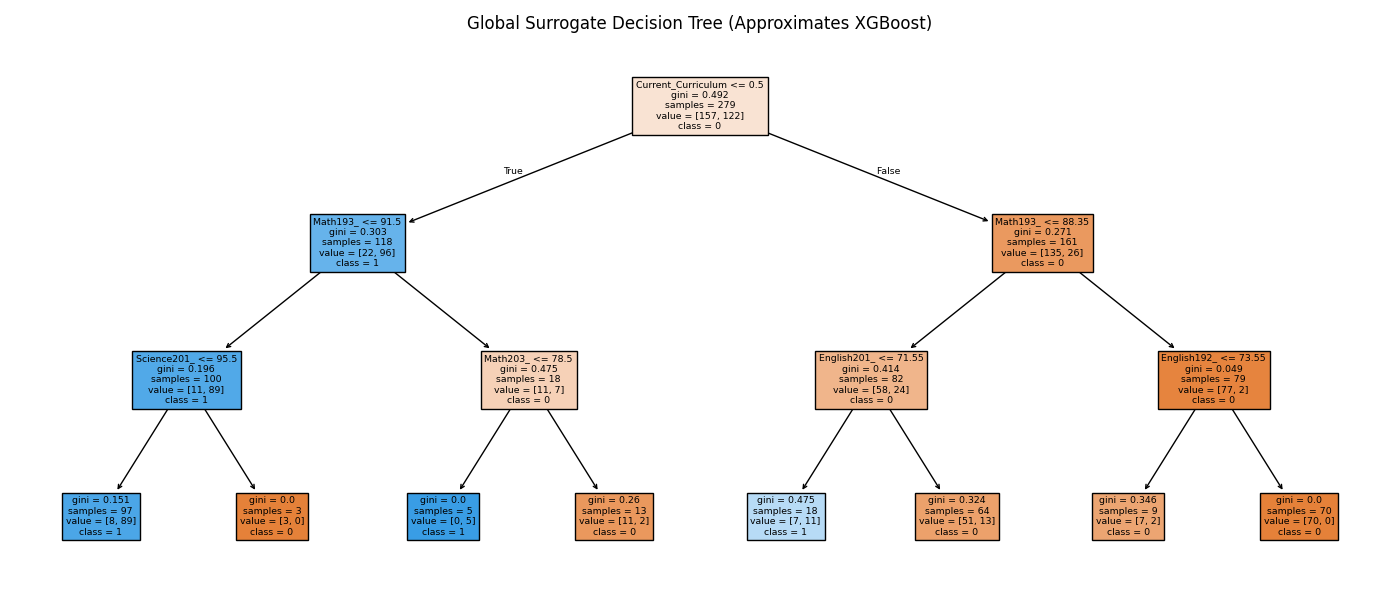 Global Surrogate Decision Tree (Approximates XGBoost)
Current_Curriculum <= 0.5
gini = 0.492
samples = 279
value = [157, 122]
class = 0
True
False
Math193_ <= 91.5
gini = 0.303
samples = 118
value = [22, 96]
class = 1
Math193_ <= 88.35
gini = 0.271
samples = 161
value = [135, 26]
class = 0
Science201_ <= 95.5
gini = 0.196
samples = 100
value = [11, 89]
class = 1
Math203_ <= 78.5
gini = 0.475
samples = 18
value = [11, 7]
class = 0
English201_ <= 71.55
gini = 0.414
samples = 82
value = [58, 24]
class = 0
English192_ <= 73.55
gini = 0.049
samples = 79
value = [77, 2]
class = 0
gini = 0.151
samples = 97
value = [8, 89]
class = 1
gini = 0.0
samples = 3
value = [3, 0]
class = 0
gini = 0.0
samples = 5
value = [0, 5]
class = 1
gini = 0.26
samples = 13
value = [11, 2]
class = 0
gini = 0.475
samples = 18
value = [7, 11]
class = 1
gini = 0.324
samples = 64
value = [51, 13]
class = 0
gini = 0.346
samples = 9
value = [7, 2]
class = 0
gini = 0.0
samples = 70
value = [70, 0]
class = 0